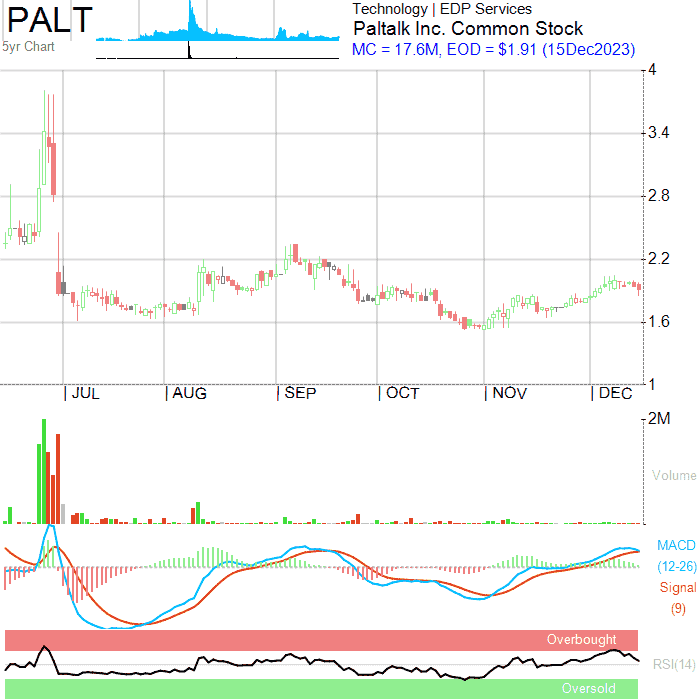 PALT
5yr Chart
Technology | EDP Services
Paltalk Inc. Common Stock
MC = 17.6M, EOD = $1.91 (15Dec2023)
4
3.4
2.8
2.2
1.6
1
JUL AUG SEP OCT NOV DEC
2M
Volume
MACD
(12-26)
Signal
(9)
Overbought
RSI(14)
Oversold